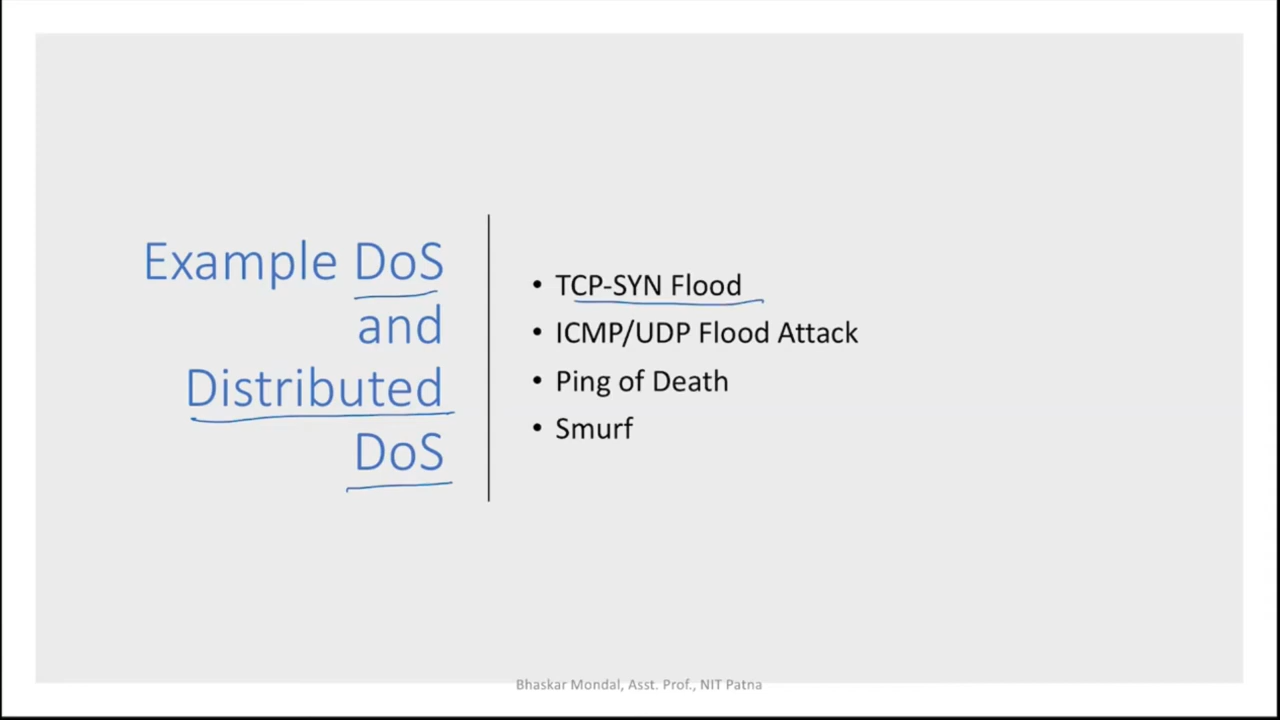 Example DoS
and
Distributed
DoS
• TCP-SYN Flood
• ICMP/UDP Flood Attack
• Ping of Death
• Smurf
Bhaskar Mondal, Asst. Prof., NIT Patna